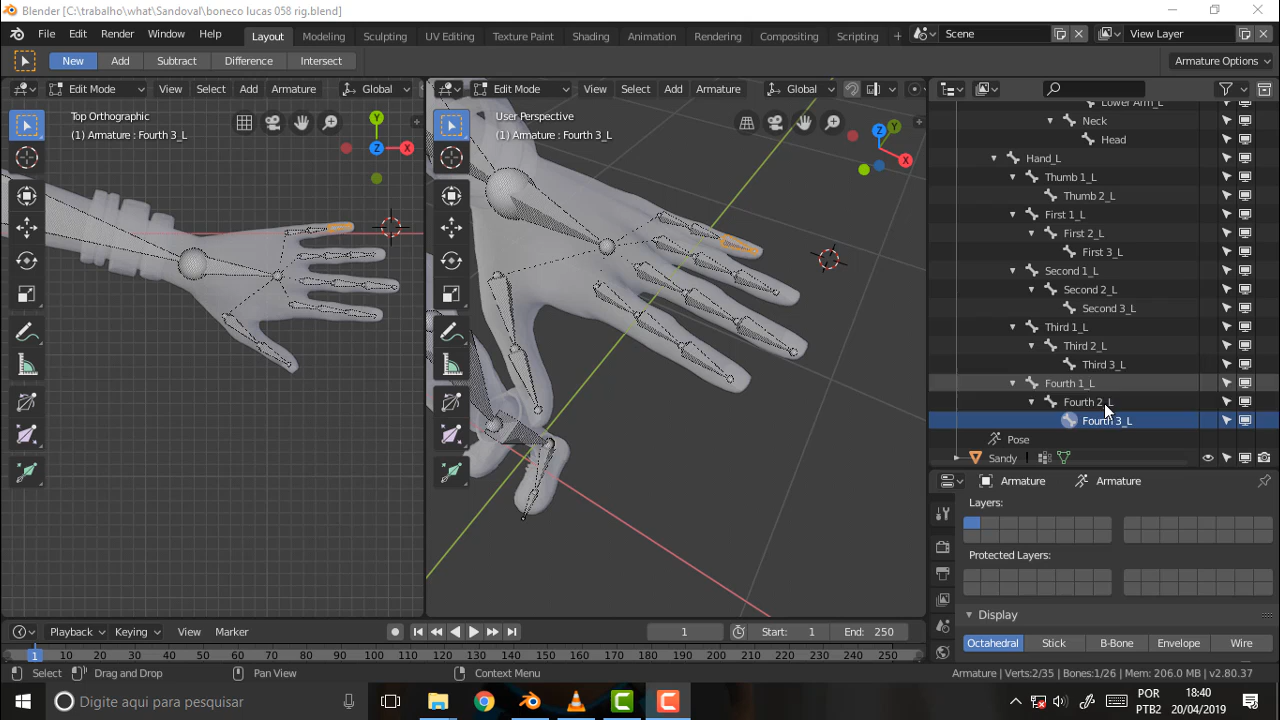 Blender [C:\trabalho\what\Sandoval\boneco lucas 058 rig.blend]
File Edit Render Window Help Layout Modeling Sculpting UV Editing Texture Paint Shading Animation Rendering Compositing Scripting + Scene View Layer
New Add Subtract Difference Intersect Armature Options
Edit Mode View Select Add Armature Global Edit Mode View Select Add Armature Global
Top Orthographic
(1) Armature : Fourth 3_L
Y
Z
X
User Perspective
(1) Armature : Fourth 3_L
Z
Y
X
Lower Arm_L
Neck
Head
Hand_L
Thumb 1_L
Thumb 2_L
First 1_L
First 2_L
First 3_L
Second 1_L
Second 2_L
Second 3_L
Third 1_L
Third 2_L
Third 3_L
Fourth 1_L
Fourth 2_L
Fourth 3_L
Pose
Sandy
Armature Armature
Layers:
Protected Layers:
Display
Octahedral Stick B-Bone Envelope Wire
Playback Keying View Marker 1 Start: 1 End: 250
1 10 20 30 40 50 60 70 80 90 100 110 120 130 140 150 160 170 180 190 200 210 220 230 240 250
Select Drag and Drop Pan View Context Menu Armature | Verts:2/35 | Bones:1/26 | Mem: 206.0 MB | v2.80.37
Digite aqui para pesquisar
POR
PTB2
18:40
20/04/2019